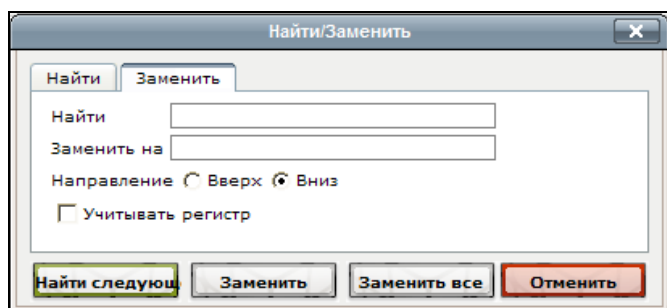 Найти/Заменить
Найти Заменить
Найти
Заменить на
Направление Вверх Вниз
Учитывать регистр
Найти следующ Заменить Заменить все Отменить